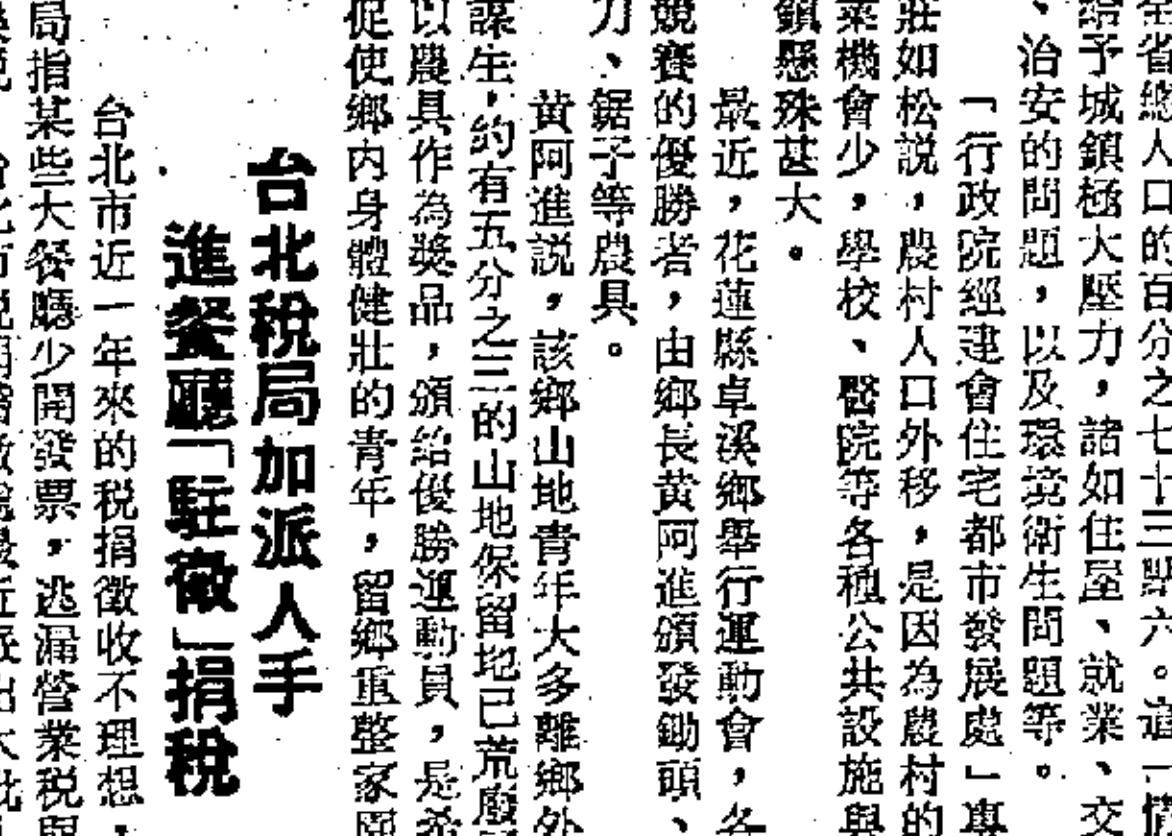 全省總人口的百分之七十三點六。這一情
給予城鎮極大壓力，諸如住屋、就業、交
、治安的問題，以及環境衛生問題等。
「行政院經建會住宅都市發展處」專
莊如松說，農村人口外移，是因為農村的
業機會少，學校、醫院等各種公共設施與
鎮懸殊甚大。
最近，花蓮縣卓溪鄉舉行運動會，各
競賽的優勝者，由鄉長黃阿進頒發鋤頭、
力、鋸子等農具。
黃阿進説，該鄉山地青年大多離鄉外
謀生，約有五分之三的山地保留地已荒廢
以農具作為獎品，頒給優勝運動員，是希
促使鄉內身體健壯的青年，留鄉重整家園
台北稅局加派人手
進餐廳「駐徵」捐稅
台北市近一年來的税捐徵收不理想，
局指某些大餐廳少開發票，逃漏營業税與